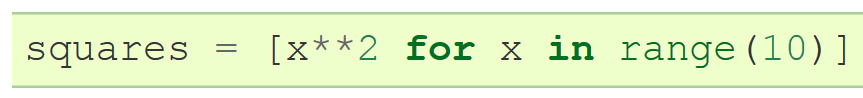 squares = [x**2 for x in range(10)]